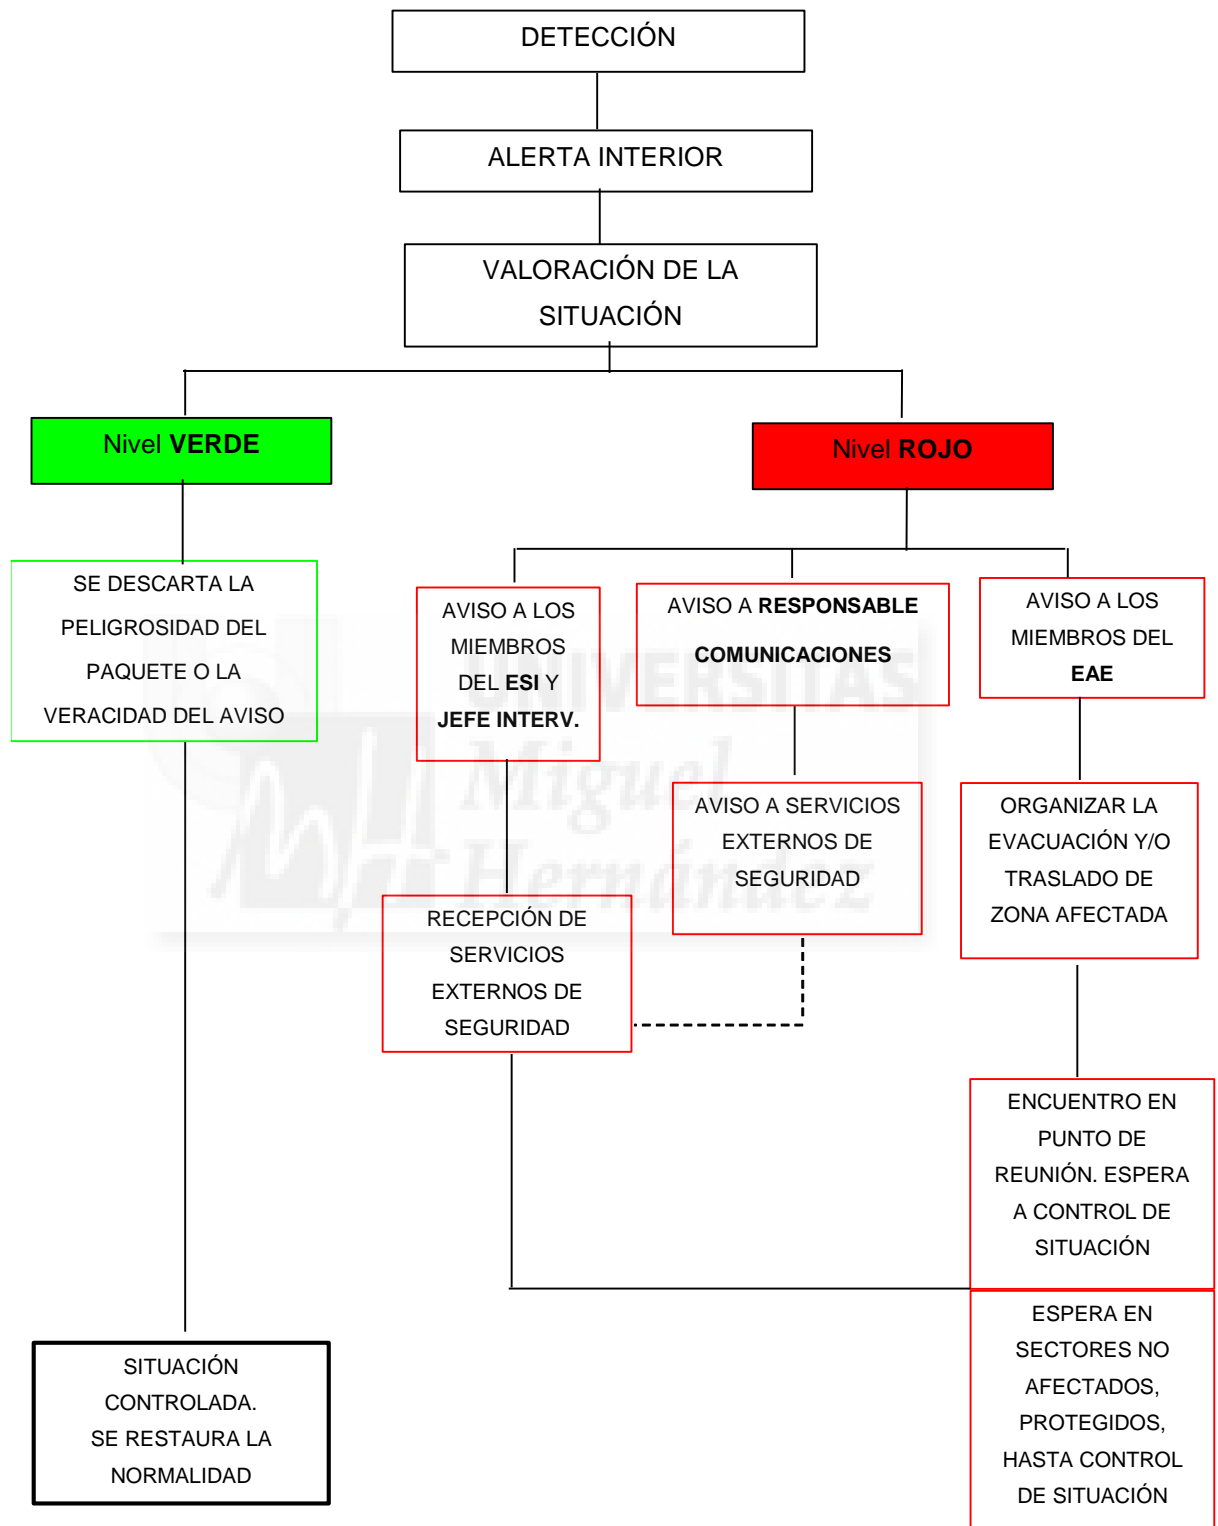 DETECCIÓN
ALERTA INTERIOR
VALORACIÓN DE LA
SITUACIÓN
Nivel VERDE
Nivel ROJO
SE DESCARTA LA
PELIGROSIDAD DEL
PAQUETE O LA
VERACIDAD DEL AVISO
AVISO A LOS
MIEMBROS
DEL ESI Y
JEFE INTERV.
AVISO A RESPONSABLE
COMUNICACIONES
AVISO A LOS
MIEMBROS DEL
EAE
UNIVERSITAS
Miguel
Hernández
AVISO A SERVICIOS
EXTERNOS DE
SEGURIDAD
ORGANIZAR LA
EVACUACIÓN Y/O
TRASLADO DE
ZONA AFECTADA
RECEPCIÓN DE
SERVICIOS
EXTERNOS DE
SEGURIDAD
ENCUENTRO EN
PUNTO DE
REUNIÓN. ESPERA
A CONTROL DE
SITUACIÓN
SITUACIÓN
CONTROLADA.
SE RESTAURA LA
NORMALIDAD
ESPERA EN
SECTORES NO
AFECTADOS,
PROTEGIDOS,
HASTA CONTROL
DE SITUACIÓN